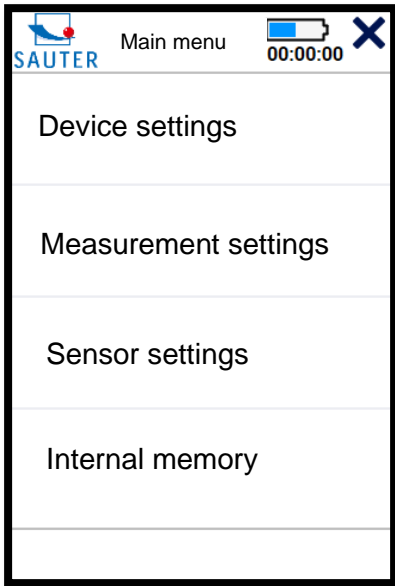 SAUTER
Main menu
00:00:00
Device settings
Measurement settings
Sensor settings
Internal memory